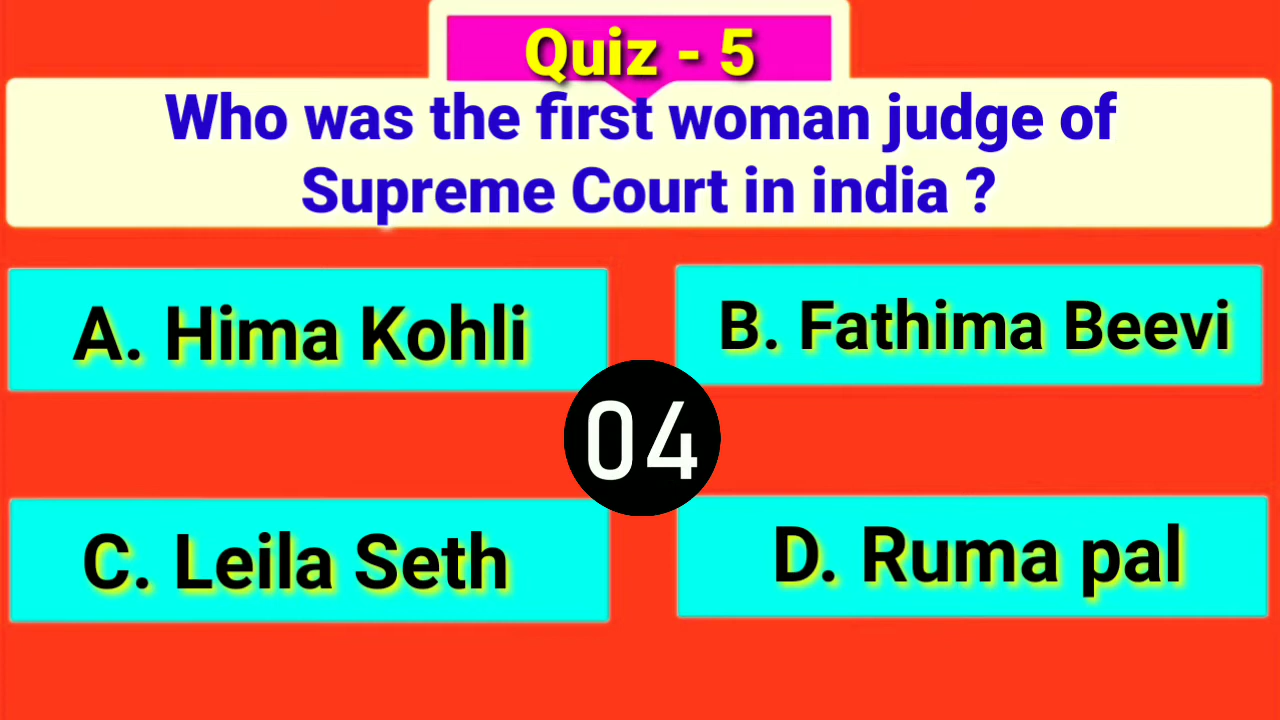 Quiz - 5
Who was the first woman judge of
Supreme Court in india ?
A. Hima Kohli
B. Fathima Beevi
04
C. Leila Seth
D. Ruma pal